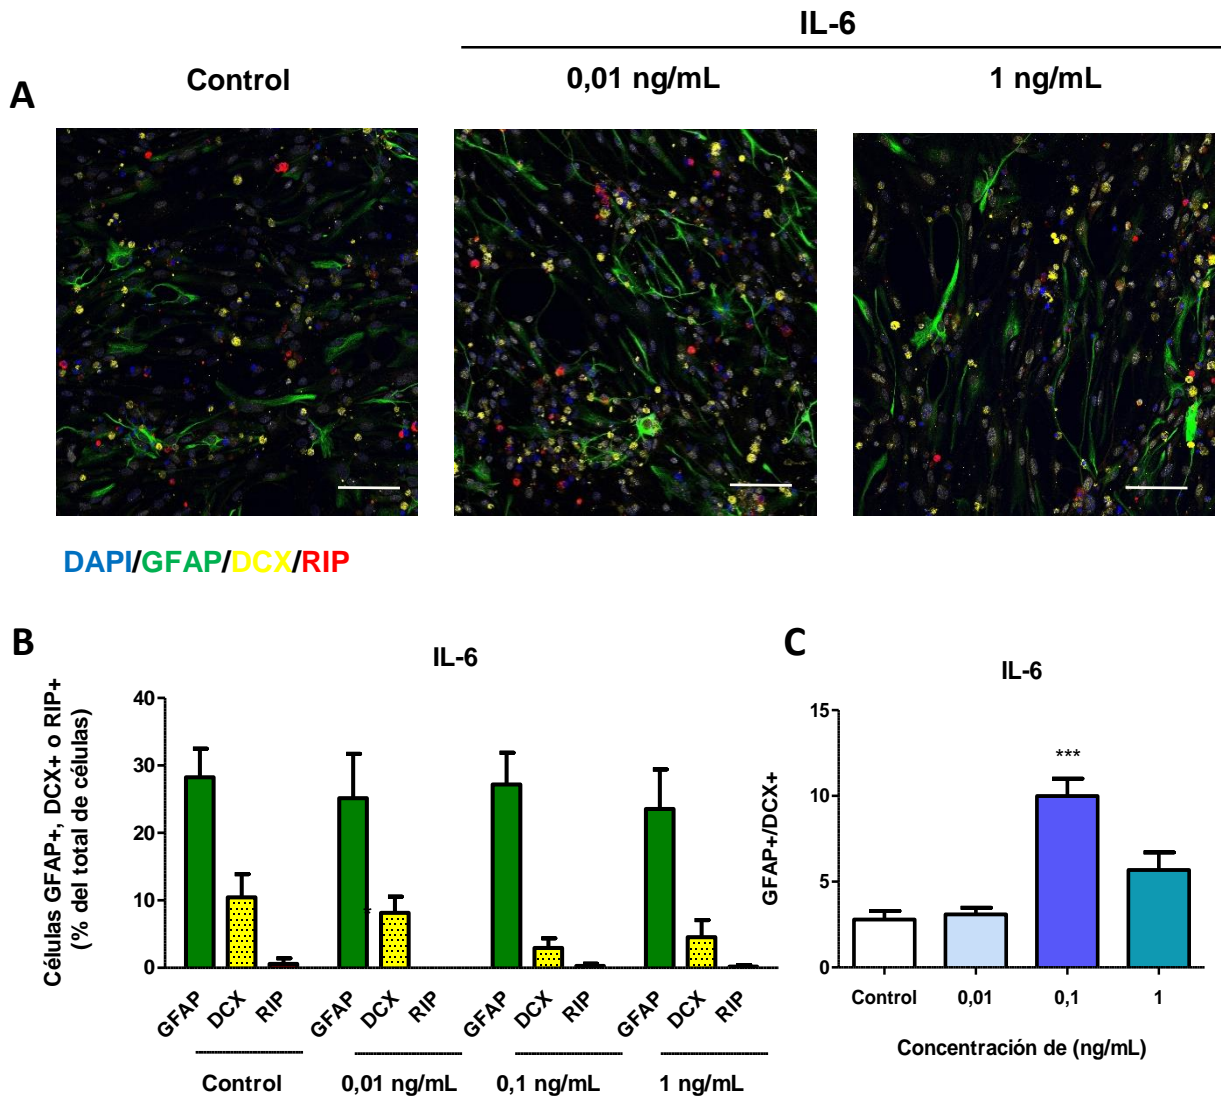 IL-6
Control
0,01 ng/mL
1 ng/mL
A
DAPI/GFAP/DCX/RIP
B
IL-6
Células GFAP+, DCX+ o RIP+
(% del total de células)
40
30
20
10
0
*
GFAP DCX RIP GFAP DCX RIP GFAP DCX RIP GFAP DCX RIP
Control 0,01 ng/mL 0,1 ng/mL 1 ng/mL
C
IL-6
GFAP+/DCX+
15
10
5
0
***
Control 0,01 0,1 1
Concentración de (ng/mL)